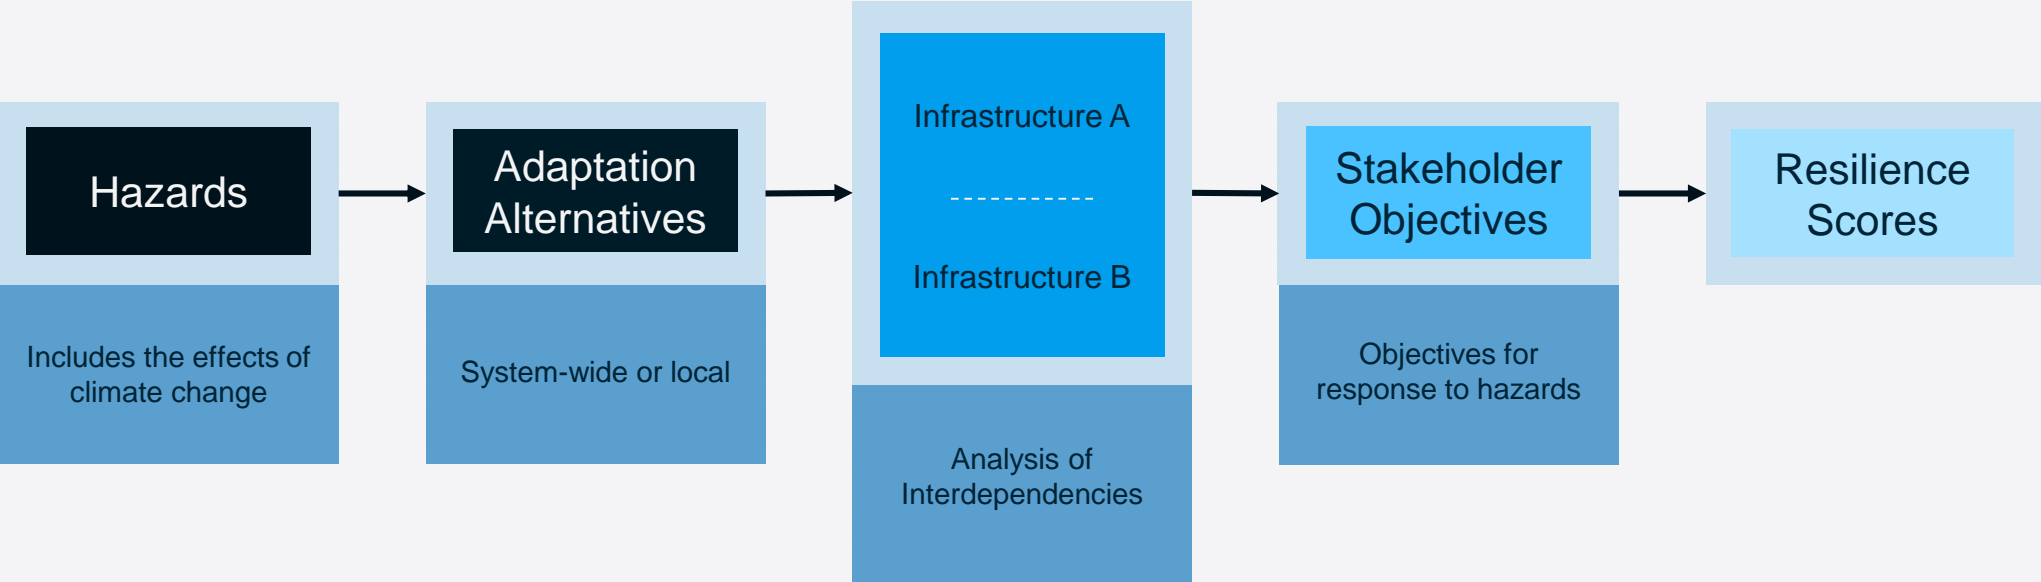 Hazards
Includes the effects of
climate change
Adaptation
Alternatives
System-wide or local
Infrastructure A
Infrastructure B
Analysis of
Interdependencies
Stakeholder
Objectives
Objectives for
response to hazards
Resilience
Scores